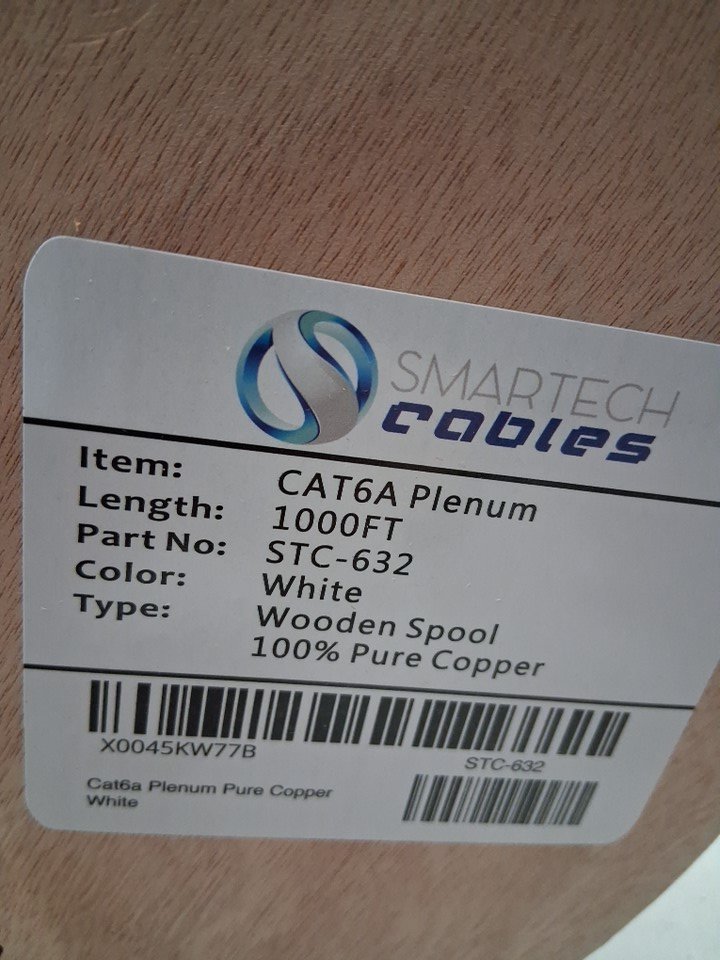 SMARTECH
cables
Item: CAT6A Plenum
Length: 1000FT
Part No: STC-632
Color: White
Type: Wooden Spool
100% Pure Copper
X0045KW77B
STC-632
Cat6a Plenum Pure Copper
White